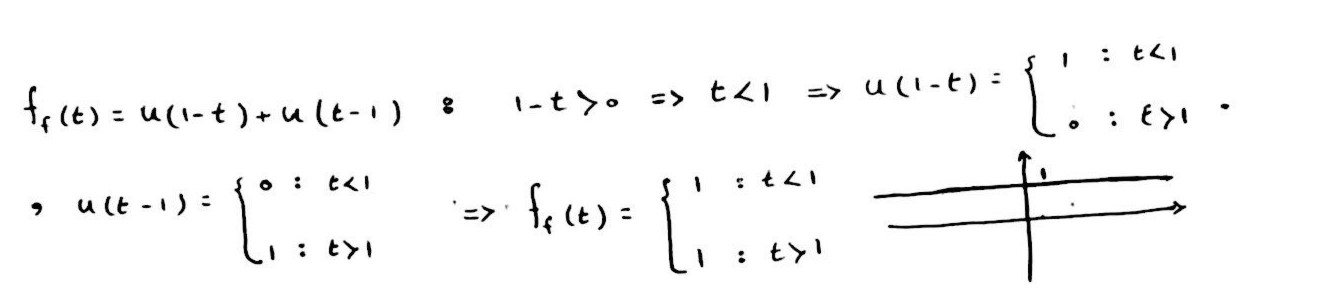 f_f(t) = u(1-t) + u(t-1) : 1-t>0 => t<1 => u(1-t) = { 1 : t<1
0 : t>1 .
, u(t-1) = { 0 : t<1
1 : t>1
=> f_f(t) = { 1 : t<1
1 : t>1
1